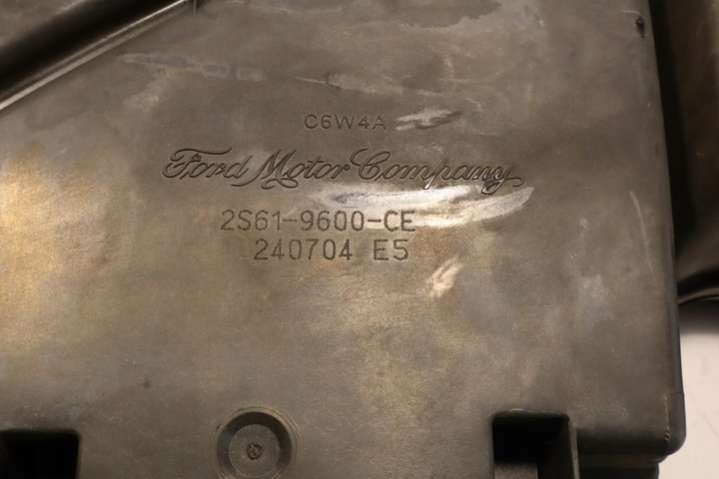 C6W4A
Ford Motor Company
2S61-9600-CE
240704 E5